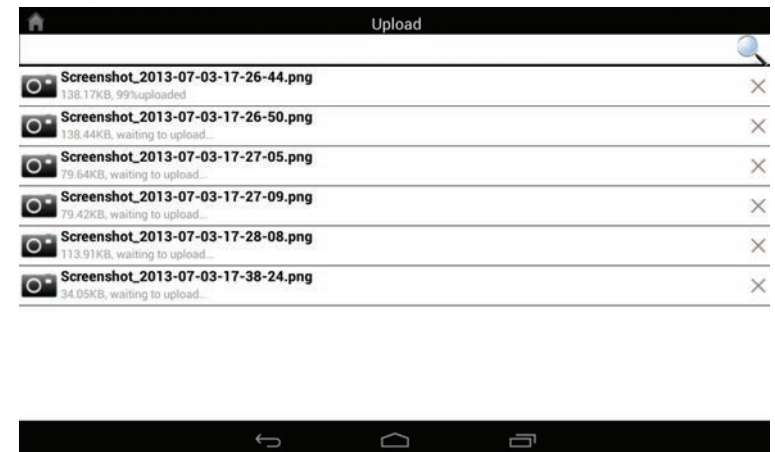 Upload
Screenshot_2013-07-03-17-26-44.png
138.17KB, 99%uploaded
Screenshot_2013-07-03-17-26-50.png
138.44KB, waiting to upload...
Screenshot_2013-07-03-17-27-05.png
79.64KB, waiting to upload...
Screenshot_2013-07-03-17-27-09.png
79.42KB, waiting to upload...
Screenshot_2013-07-03-17-28-08.png
113.91KB, waiting to upload...
Screenshot_2013-07-03-17-38-24.png
34.05KB, waiting to upload...